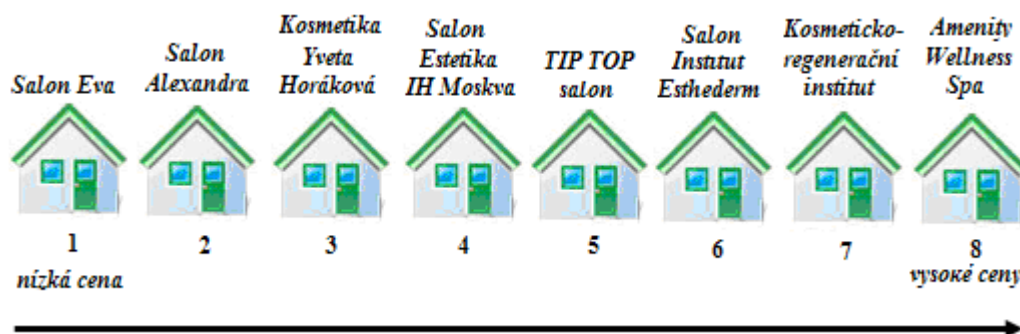 Salon Eva
Salon
Alexandra
Kosmetika
Yveta
Horáková
Salon
Estetika
IH Moskva
TIP TOP
salon
Salon
Institut
Esthederm
Kosmeticko-
regenerační
institut
Amenity
Wellness
Spa
1
2
3
4
5
6
7
8
nízká cena
vysoké ceny